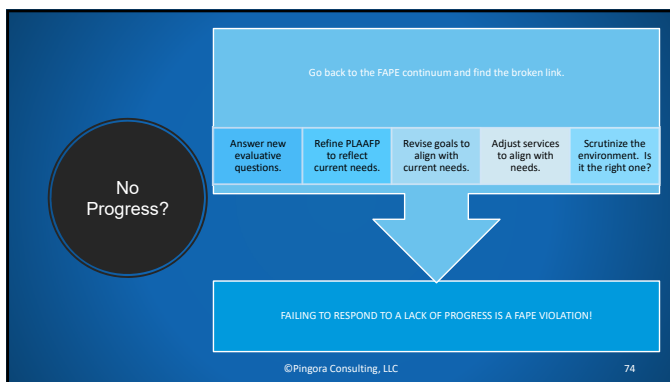 No
Progress?
Go back to the FAPE continuum and find the broken link.
Answer new
evaluative
questions.
Refine PLAAFP
to reflect
current needs.
Revise goals to
align with
current needs.
Adjust services
to align with
needs.
Scrutinize the
environment. Is
it the right one?
FAILING TO RESPOND TO A LACK OF PROGRESS IS A FAPE VIOLATION!
©Pingora Consulting, LLC
74